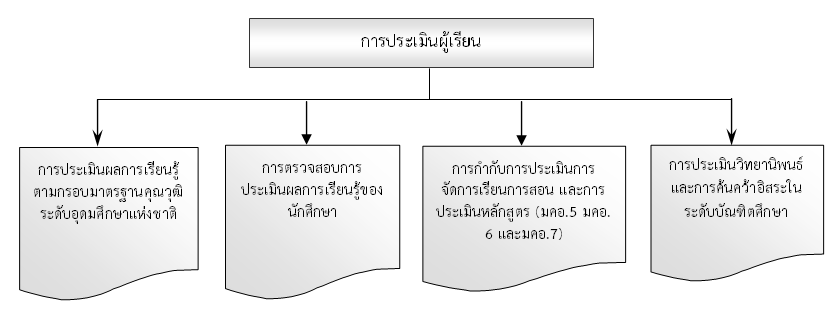 การประเมินผู้เรียน
การประเมินผลการเรียนรู้
ตามกรอบมาตรฐานคุณวุฒิ
ระดับอุดมศึกษาแห่งชาติ
การตรวจสอบการ
ประเมินผลการเรียนรู้ของ
นักศึกษา
การกำกับการประเมินการ
จัดการเรียนการสอน และการ
ประเมินหลักสูตร (มคอ.5 มคอ.
6 และมคอ.7)
การประเมินวิทยานิพนธ์
และการค้นคว้าอิสระใน
ระดับบัณฑิตศึกษา